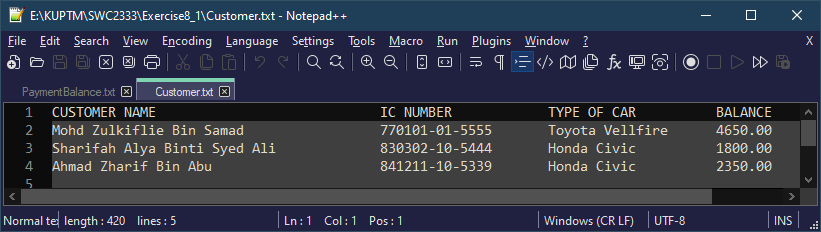 E:\KUPTM\SWC2333\Exercise8_1\Customer.txt - Notepad++
File Edit Search View Encoding Language Settings Tools Macro Run Plugins Window ? X
PaymentBalance.txt Customer.txt
1 CUSTOMER NAME IC NUMBER TYPE OF CAR BALANCE
2 Mohd Zulkiflie Bin Samad 770101-01-5555 Toyota Vellfire 4650.00
3 Sharifah Alya Binti Syed Ali 830302-10-5444 Honda Civic 1800.00
4 Ahmad Zharif Bin Abu 841211-10-5339 Honda Civic 2350.00
5
Normal te length : 420 lines : 5 Ln : 1 Col : 1 Pos : 1 Windows (CR LF) UTF-8 INS